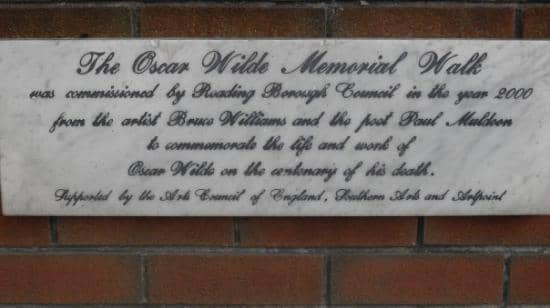 The Oscar Wilde Memorial Walk
was commissioned by Reading Borough Council in the year 2000
from the artist Bruce Williams and the poet Paul Muldoon
to commemorate the life and work of
Oscar Wilde on the centenary of his death.
Supported by the Arts Council of England, Southern Arts and Artpoint